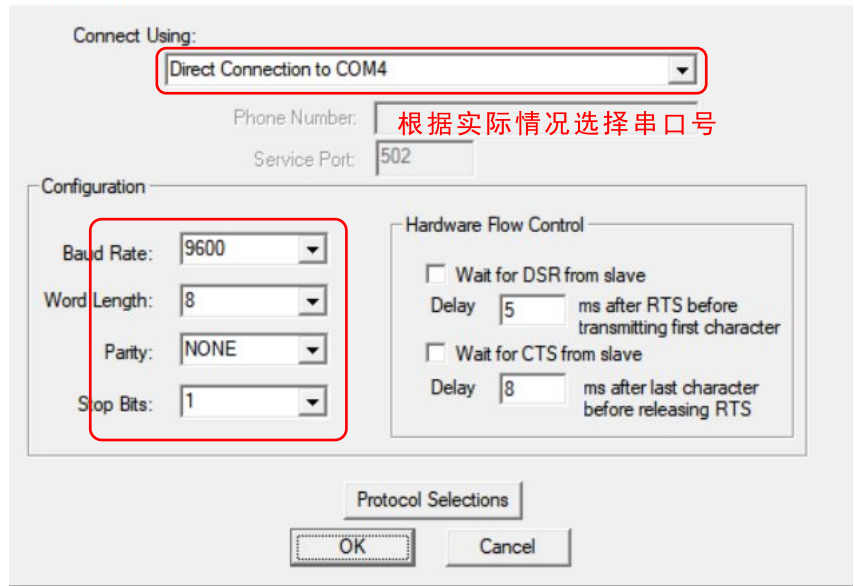 Connect Using:
Direct Connection to COM4
Phone Number:
根据实际情况选择串口号
Service Port: 502
Configuration
Baud Rate: 9600
Word Length: 8
Parity: NONE
Stop Bits: 1
Hardware Flow Control
Wait for DSR from slave
Delay 5 ms after RTS before
transmitting first character
Wait for CTS from slave
Delay 8 ms after last character
before releasing RTS
Protocol Selections
OK
Cancel